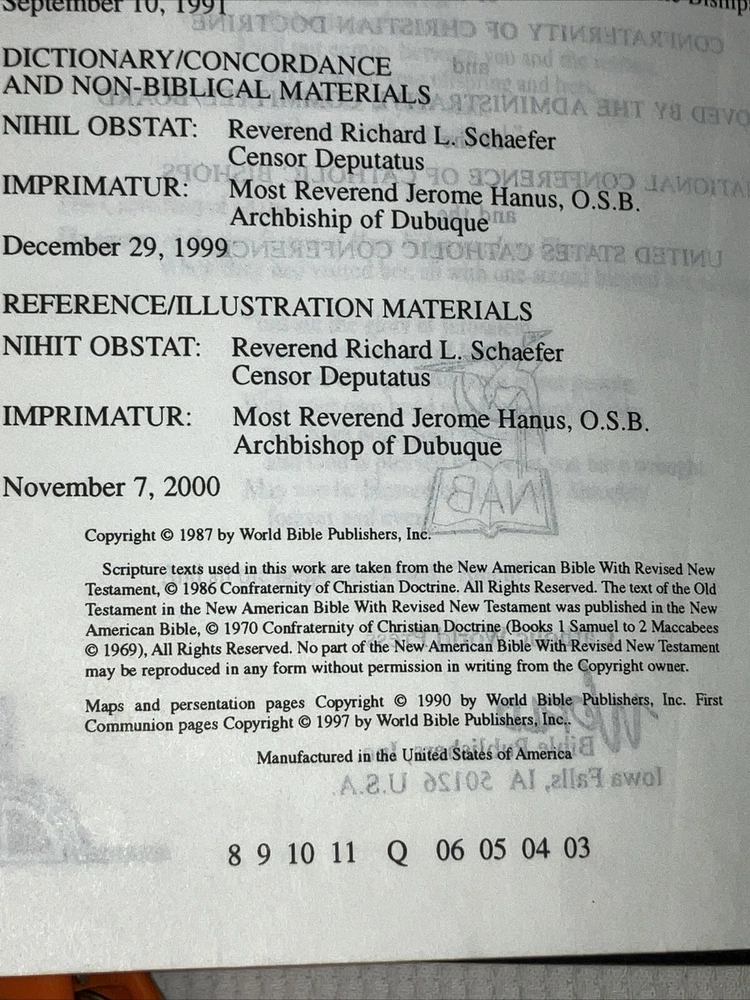 September 10, 1991
DICTIONARY/CONCORDANCE
AND NON-BIBLICAL MATERIALS
NIHIL OBSTAT: Reverend Richard L. Schaefer
Censor Deputatus
IMPRIMATUR: Most Reverend Jerome Hanus, O.S.B.
Archbiship of Dubuque
December 29, 1999
REFERENCE/ILLUSTRATION MATERIALS
NIHIT OBSTAT: Reverend Richard L. Schaefer
Censor Deputatus
IMPRIMATUR: Most Reverend Jerome Hanus, O.S.B.
Archbishop of Dubuque
November 7, 2000
Copyright © 1987 by World Bible Publishers, Inc.
Scripture texts used in this work are taken from the New American Bible With Revised New
Testament, © 1986 Confraternity of Christian Doctrine. All Rights Reserved. The text of the Old
Testament in the New American Bible With Revised New Testament was published in the New
American Bible, © 1970 Confraternity of Christian Doctrine (Books 1 Samuel to 2 Maccabees
© 1969), All Rights Reserved. No part of the New American Bible With Revised New Testament
may be reproduced in any form without permission in writing from the Copyright owner.
Maps and persentation pages Copyright © 1990 by World Bible Publishers, Inc. First
Communion pages Copyright © 1997 by World Bible Publishers, Inc..
Manufactured in the United States of America
8 9 10 11 Q 06 05 04 03